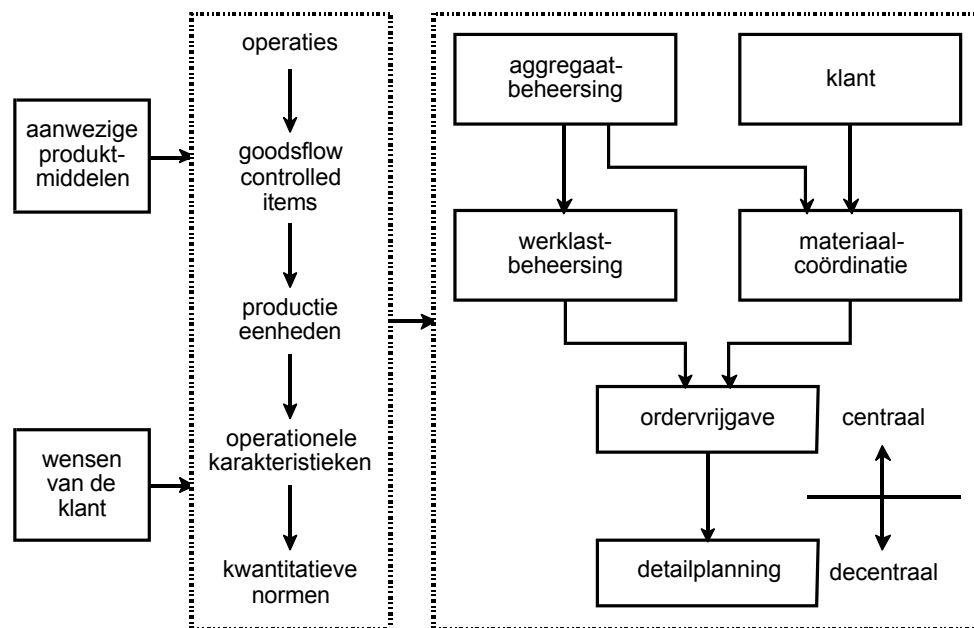 aanwezige
produkt-
middelen
wensen
van de
klant
operaties
goodsflow
controlled
items
productie
eenheden
operationele
karakteristieken
kwantitatieve
normen
aggregaat-
beheersing
klant
werklast-
beheersing
materiaal-
coördinatie
ordervrijgave
centraal
detailplanning
decentraal